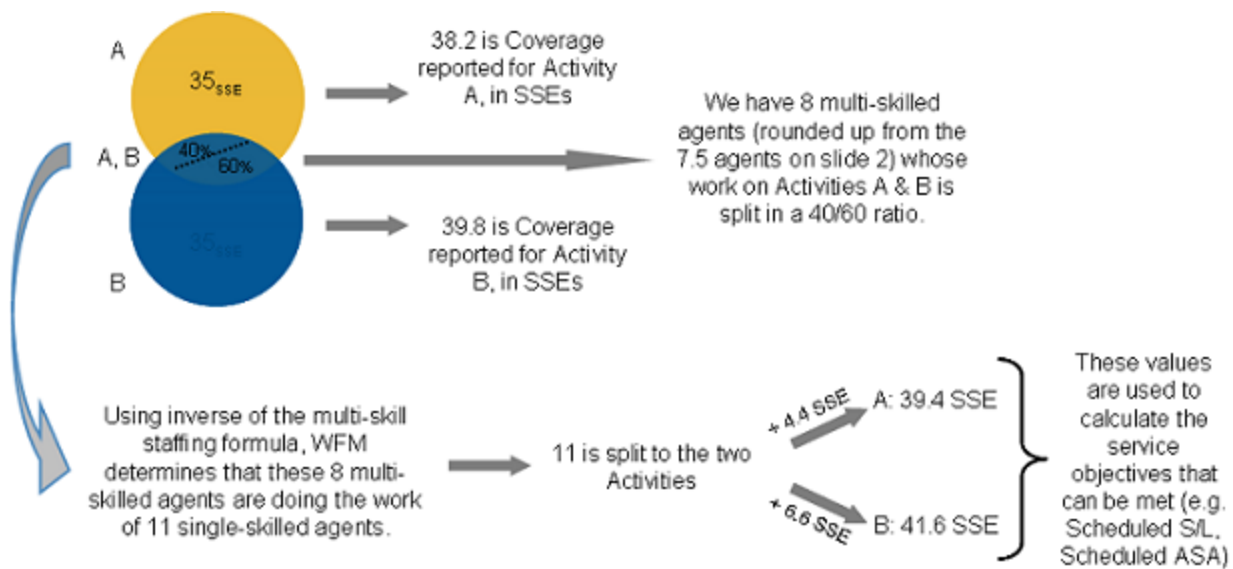 A
35SSE
38.2 is Coverage
reported for Activity
A, in SSEs
A, B
40%
60%
We have 8 multi-skilled
agents (rounded up from the
7.5 agents on slide 2) whose
work on Activities A & B is
split in a 40/60 ratio.
35SSE
B
39.8 is Coverage
reported for Activity
B, in SSEs
Using inverse of the multi-skill
staffing formula, WFM
determines that these 8 multi-
skilled agents are doing the work
of 11 single-skilled agents.
11 is split to the two
Activities
+ 4.4 SSE
A: 39.4 SSE
+ 6.6 SSE
B: 41.6 SSE
These values
are used to
calculate the
service
objectives that
can be met (e.g.
Scheduled S/L,
Scheduled ASA)